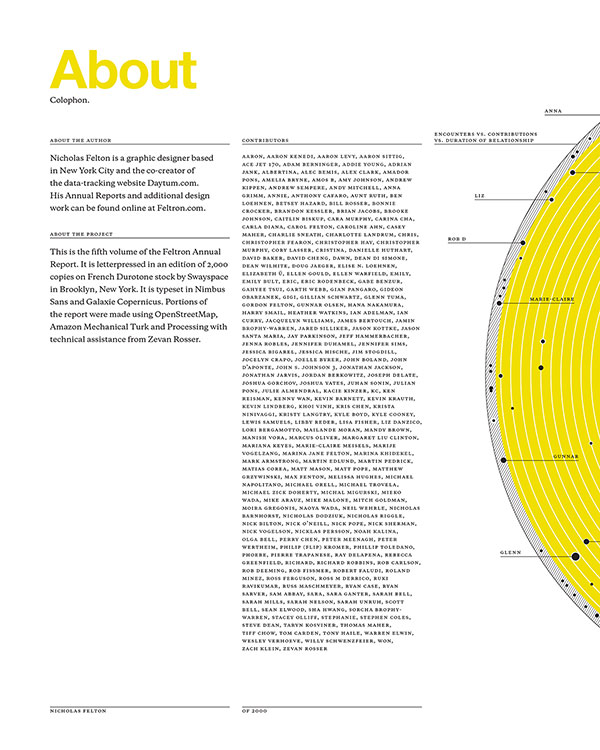 About
Colophon.
ABOUT THE AUTHOR
Nicholas Felton is a graphic designer based
in New York City and the co-creator of
the data-tracking website Daytum.com.
His Annual Reports and additional design
work can be found online at Feltron.com.
ABOUT THE PROJECT
This is the fifth volume of the Feltron Annual
Report. It is letterpressed in an edition of 2,000
copies on French Durotone stock by Swayspace
in Brooklyn, New York. It is typeset in Nimbus
Sans and Galaxie Copernicus. Portions of
the report were made using OpenStreetMap,
Amazon Mechanical Turk and Processing with
technical assistance from Zevan Rosser.
NICHOLAS FELTON
CONTRIBUTORS
AARON, AARON KENEDI, AARON LEVY, AARON SITTIG,
ACE JET 170, ADAM BENNINGER, ADDIE YOUNG, ADRIAN
JANK, ALBERTINA, ALEC BEMIS, ALEX CLARK, AMADOR
PONS, AMELIA BRYNE, AMOS B, AMY JOHNSON, ANDREW
KIPPEN, ANDREW SEMPERE, ANDY MITCHELL, ANNA
GRIMM, ANNIE, ANTHONY CAFARO, AUNT RUTH, BEN
LOEHNEN, BETSEY HAZARD, BILL ROSSER, BONNIE
CROCKER, BRANDON KESSLER, BRIAN JACOBS, BROOKE
JOHNSON, CAITLIN BISKUP, CARA MURPHY, CARINA CHA,
CARLA DIANA, CAROL FELTON, CAROLINE AHN, CASEY
MAHER, CHARLIE SNEATH, CHARLOTTE LANDRUM, CHRIS,
CHRISTOPHER FEARON, CHRISTOPHER HAY, CHRISTOPHER
MURPHY, CORY LASSER, CRISTINA, DANIELLE HUTHART,
DAVID BAKER, DAVID CHENG, DAWN, DEAN DI SIMONE,
DEAN WILHITE, DOUG JAEGER, ELISE N. LOEHNEN,
ELIZABETH Ü, ELLEN GOULD, ELLEN WARFIELD, EMILY,
EMILY BULT, ERIC, ERIC RODENBECK, GABE BENZUR,
GAHYEE TSUI, GARTH WEBB, GIAN PANGARO, GIDEON
OBARZANEK, GIGI, GILLIAN SCHWARTZ, GLENN TUMA,
GORDON FELTON, GUNNAR OLSEN, HANA NAKAMURA,
HARRY SMAIL, HEATHER WATKINS, IAN ADELMAN, IAN
CURRY, JACQUELYN WILLIAMS, JAMES BERTOUCH, JAMIN
BROPHY-WARREN, JARED SILLIKER, JASON KOTTKE, JASON
SANTA MARIA, JAY PARKINSON, JEFF HAMMERBACHER,
JENNA ROBLES, JENNIFER DUHAMEL, JENNIFER SIMS,
JESSICA BIGAREL, JESSICA HISCHE, JIM STOGDILL,
JOCELYN CRAPO, JOELLE BYKER, JOHN BOLAND, JOHN
D'APONTE, JOHN S. JOHNSON 3, JONATHAN JACKSON,
JONATHAN JARVIS, JORDAN BERKOWITZ, JOSEPH DELATE,
JOSHUA GORCHOV, JOSHUA YATES, JUHAN SONIN, JULIAN
PONS, JULIE ALMENDRAL, KACIE KINZER, KC, KEN
REISMAN, KENNY WAN, KEVIN BARNETT, KEVIN KRAUTH,
KEVIN LINDBERG, KHOI VINH, KRIS CHEN, KRISTA
NINIVAGGI, KRISTY LANGTRY, KYLE BOYD, KYLE COONEY,
LEWIS SAMUELS, LIBBY REDER, LISA FISHER, LIZ DANZICO,
LORI BERGAMOTTO, MAILANDE MORAN, MANDY BROWN,
MANISH VORA, MARCUS OLIVER, MARGARET LIU CLINTON,
MARIANA KEYES, MARIE-CLAIRE MEISELS, MARIJE
VOGELZANG, MARINA JANE FELTON, MARINA KHIDEKEL,
MARK ARMSTRONG, MARTIN EDLUND, MARTIN PEDRICK,
MATIAS COREA, MATT MASON, MATT POPE, MATTHEW
GRZYWINSKI, MAX FENTON, MELISSA HUGHES, MICHAEL
NAPOLITANO, MICHAEL ORELL, MICHAEL TROVELA,
MICHAEL ZICK DOHERTY, MICHAL MIGURSKI, MIEKO
WADA, MIKE ARAUZ, MIKE MALONE, MITCH GOLDMAN,
MOIRA GREGONIS, NAOYA WADA, NEIL WEHRLE, NICHOLAS
BARNHORST, NICHOLAS DODZIUK, NICHOLAS RIGGLE,
NICK BILTON, NICK O'NEILL, NICK POPE, NICK SHERMAN,
NICK VOGELSON, NICKLAS PERSSON, NOAH KALINA,
OLGA BELL, PERRY CHEN, PETER MEENAGH, PETER
WERTHEIM, PHILIP (FLIP) KROMER, PHILLIP TOLEDANO,
PHOEBE, PIERRE TRAPANESE, RAY DELAPENA, REBECCA
GREENFIELD, RICHARD, RICHARD ROBBINS, ROB CARLSON,
ROB DEEMING, ROB FISSMER, ROBERT FALUDI, ROLAND
MINEZ, ROSS FERGUSON, ROSS M DERRICO, RUKI
RAVIKUMAR, RUSS MASCHMEYER, RYAN CASE, RYAN
SARVER, SAM ABBAY, SARA, SARA GANTER, SARAH BELL,
SARAH MILLS, SARAH NELSON, SARAH UNRUH, SCOTT
BELL, SEAN ELWOOD, SHA HWANG, SORCHA BROPHY-
WARREN, STACEY OLLIFF, STEPHANIE, STEPHEN COLES,
STEVE DEAN, TARYN KOSVINER, THOMAS MAHER,
TIFF CHOW, TOM CARDEN, TONY HAILE, WARREN ELWIN,
WESLEY VERHOEVE, WILLY SCHWENZFEIER, WON,
ZACH KLEIN, ZEVAN ROSSER
OF 2000
ENCOUNTERS VS. CONTRIBUTIONS
VS. DURATION OF RELATIONSHIP
ANNA
LIZ
ROB D
MARIE-CLAIRE
GUNNAR
GLENN